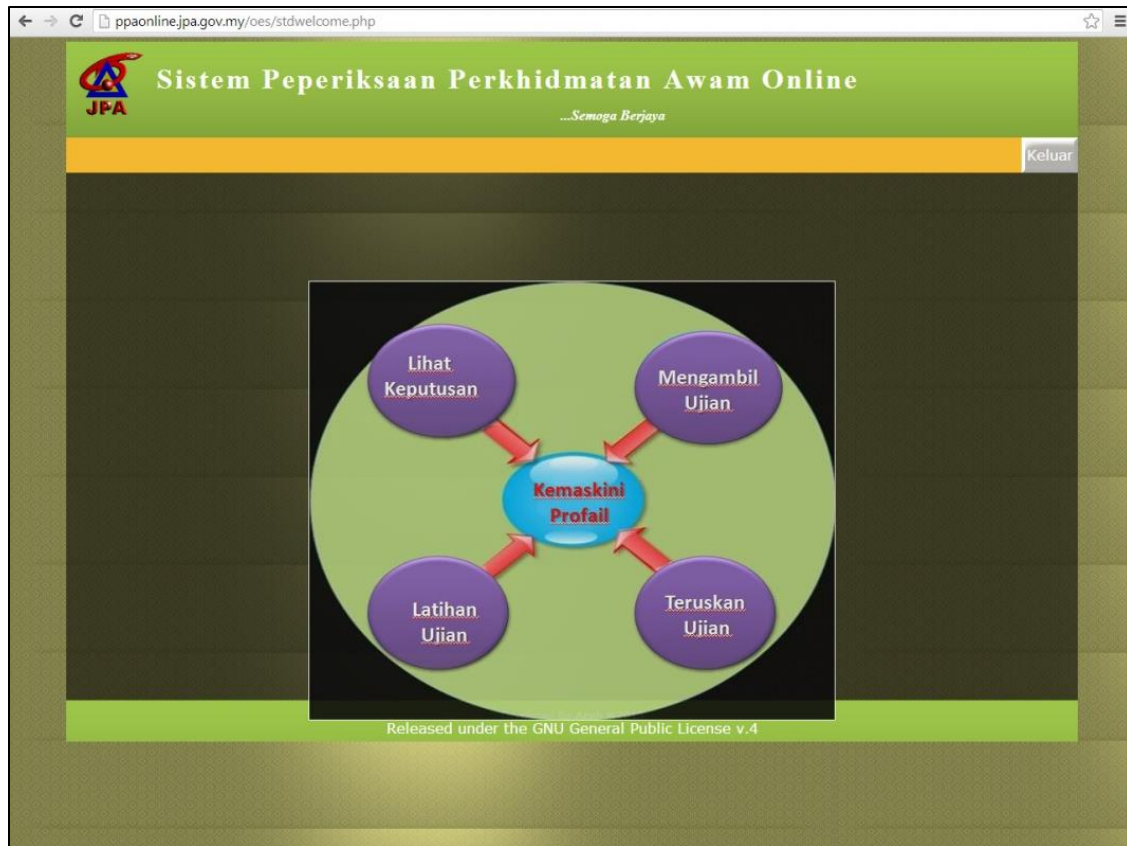 ppaonline.jpa.gov.my/oes/stdwelcome.php
JPA
Sistem Peperiksaan Perkhidmatan Awam Online
...Semoga Berjaya
Keluar
Lihat
Keputusan
Mengambil
Ujian
Kemaskini
Profail
Latihan
Ujian
Teruskan
Ujian
Released under the GNU General Public License v.4